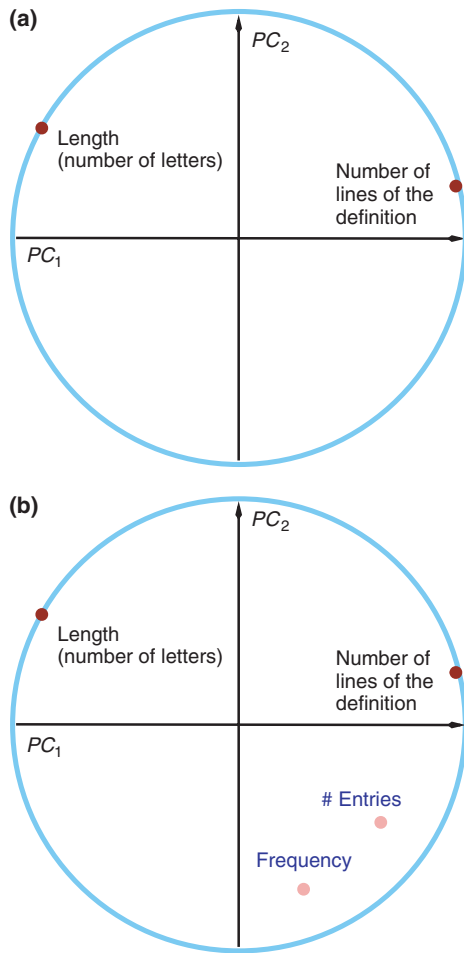 (a)
PC2
Length
(number of letters)
Number of
lines of the
definition
PC1
(b)
PC2
Length
(number of letters)
Number of
lines of the
definition
PC1
# Entries
Frequency